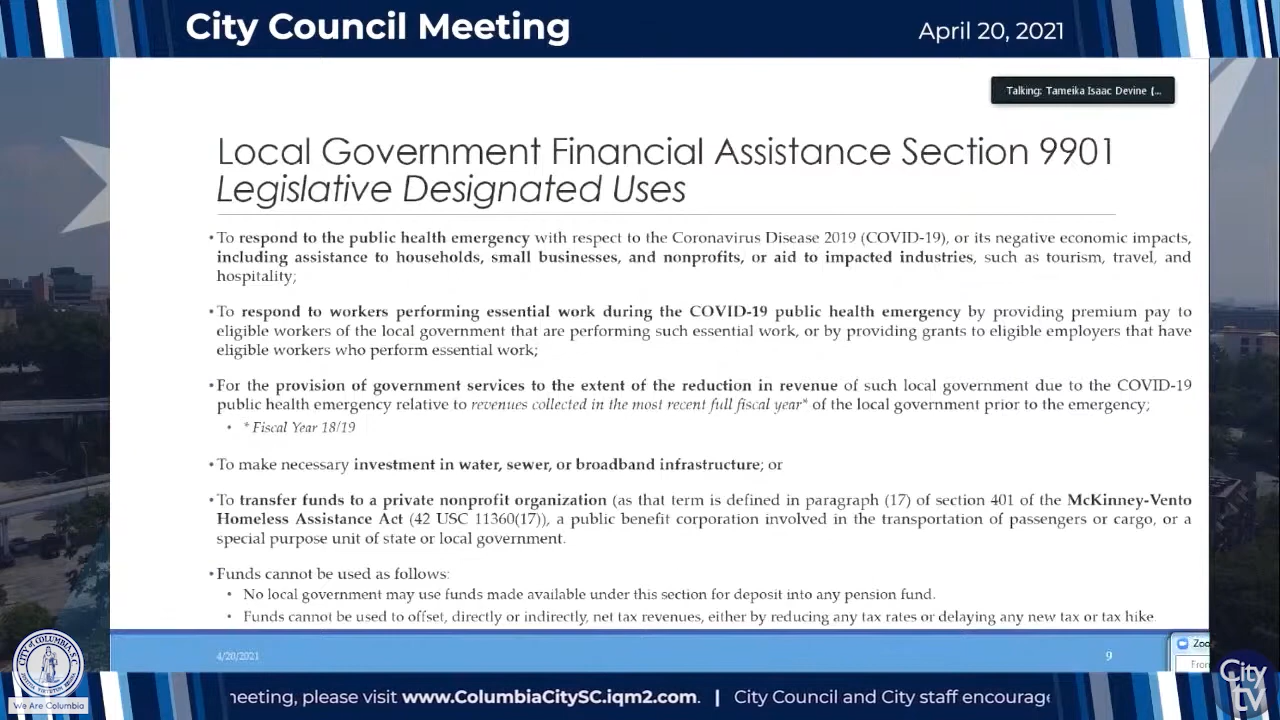 City Council Meeting
April 20, 2021
Talking: Tameika Isaac Devine (...
Local Government Financial Assistance Section 9901
Legislative Designated Uses
• To respond to the public health emergency with respect to the Coronavirus Disease 2019 (COVID-19), or its negative economic impacts,
including assistance to households, small businesses, and nonprofits, or aid to impacted industries, such as tourism, travel, and
hospitality;
• To respond to workers performing essential work during the COVID-19 public health emergency by providing premium pay to
eligible workers of the local government that are performing such essential work, or by providing grants to eligible employers that have
eligible workers who perform essential work;
• For the provision of government services to the extent of the reduction in revenue of such local government due to the COVID-19
public health emergency relative to revenues collected in the most recent full fiscal year* of the local government prior to the emergency;
• * Fiscal Year 18/19
• To make necessary investment in water, sewer, or broadband infrastructure; or
• To transfer funds to a private nonprofit organization (as that term is defined in paragraph (17) of section 401 of the McKinney-Vento
Homeless Assistance Act (42 USC 11360(17)), a public benefit corporation involved in the transportation of passengers or cargo, or a
special purpose unit of state or local government.
• Funds cannot be used as follows:
• No local government may use funds made available under this section for deposit into any pension fund.
• Funds cannot be used to offset, directly or indirectly, net tax revenues, either by reducing any tax rates or delaying any new tax or tax hike.
4/20/2021
9
Zoo
From
CITY OF COLUMBIA, SC
We Are Columbia
neeting, please visit www.ColumbiaCitySC.iqm2.com. | City Council and City staff encourage
City
tv